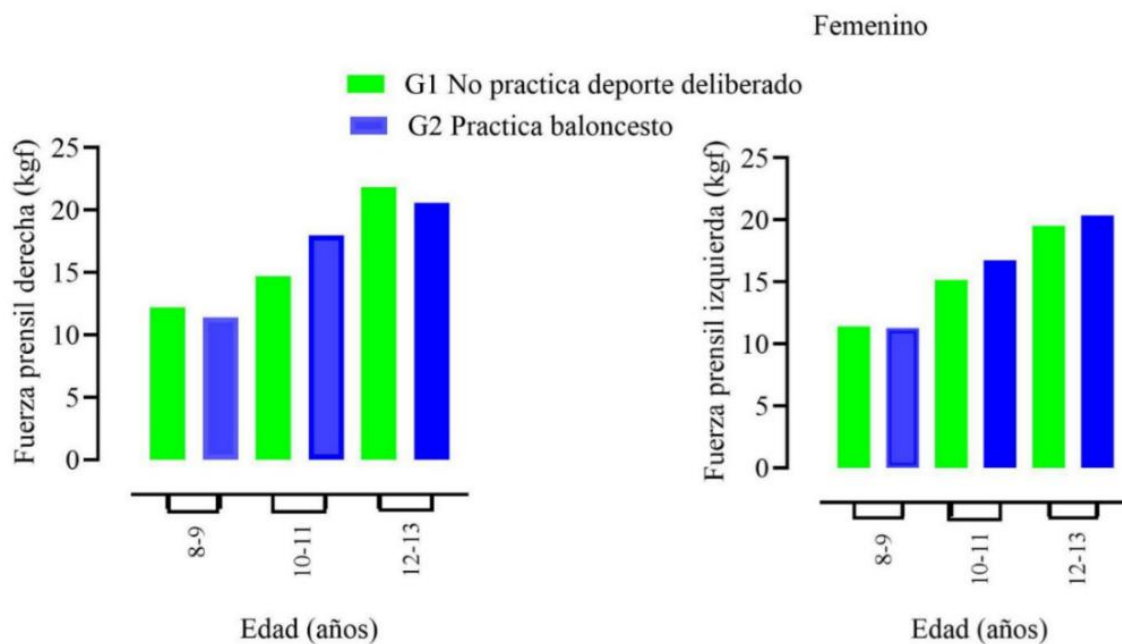 Femenino
G1 No practica deporte deliberado
G2 Practica baloncesto
Fuerza prensil derecha (kgf)
25
20
15
10
5
0
8-9
10-11
12-13
Edad (años)
Fuerza prensil izquierda (kgf)
25
20
15
10
5
0
8-9
10-11
12-13
Edad (años)